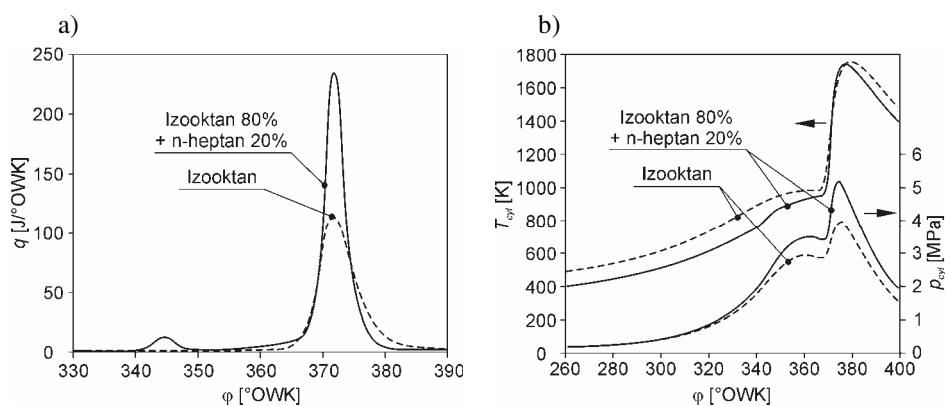 a)
250
200
150
100
50
0
q [J/°OWK]
Izooktan 80%
+ n-heptan 20%
Izooktan
330 340 350 360 370 380 390
φ [°OWK]
b)
1800
1600
1400
1200
1000
800
600
400
200
0
T_cyl [K]
Izooktan 80%
+ n-heptan 20%
Izooktan
6
5
4
3
2
1
0
p_cyl [MPa]
260 280 300 320 340 360 380 400
φ [°OWK]